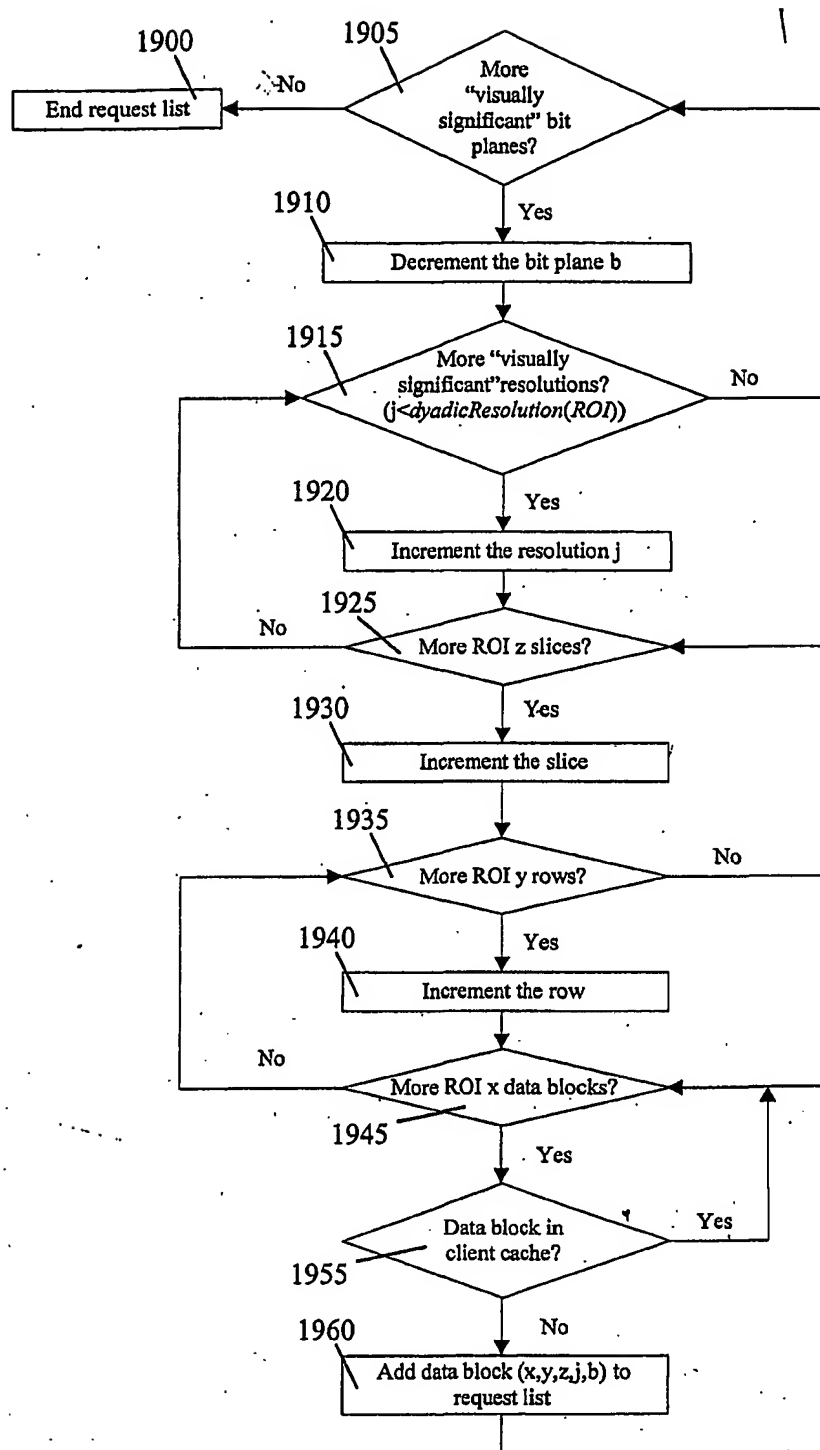 1900
1905
End request list
No
More
“visually
significant” bit
planes?
1910
Yes
Decrement the bit plane b
1915
More “visually
significant”resolutions?
(j<dyadicResolution(ROI))
No
1920
Yes
Increment the resolution j
1925
No
More ROI z slices?
1930
Yes
Increment the slice
1935
More ROI y rows?
No
1940
Yes
Increment the row
No
More ROI x data blocks?
1945
Yes
Data block in
client cache?
Yes
1955
1960
No
Add data block (x,y,z,j,b) to
request list